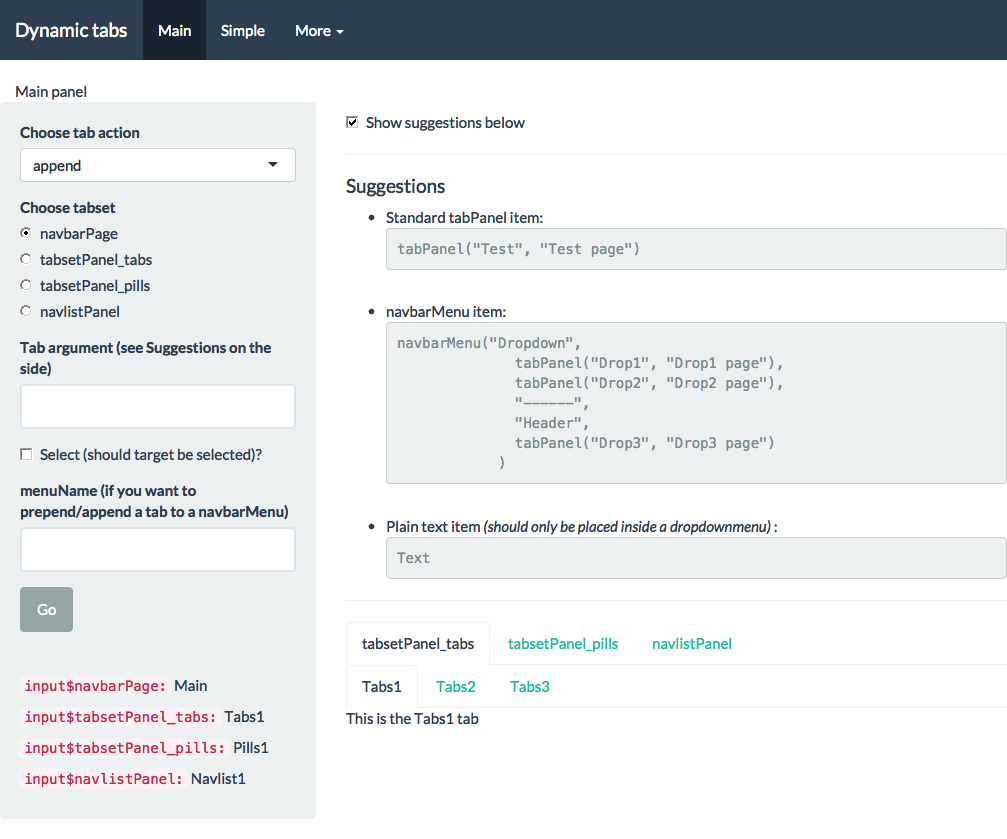 Dynamic tabs Main Simple More
Main panel
Choose tab action
append
Choose tabset
navbarPage
tabsetPanel_tabs
tabsetPanel_pills
navlistPanel
Tab argument (see Suggestions on the
side)
Select (should target be selected)?
menuName (if you want to
prepend/append a tab to a navbarMenu)
Go
input$navbarPage: Main
input$tabsetPanel_tabs: Tabs1
input$tabsetPanel_pills: Pills1
input$navlistPanel: Navlist1
Show suggestions below
Suggestions
• Standard tabPanel item:
tabPanel("Test", "Test page")
• navbarMenu item:
navbarMenu("Dropdown",
tabPanel("Drop1", "Drop1 page"),
tabPanel("Drop2", "Drop2 page"),
"------",
"Header",
tabPanel("Drop3", "Drop3 page")
)
• Plain text item (should only be placed inside a dropdownmenu) :
Text
tabsetPanel_tabs tabsetPanel_pills navlistPanel
Tabs1 Tabs2 Tabs3
This is the Tabs1 tab